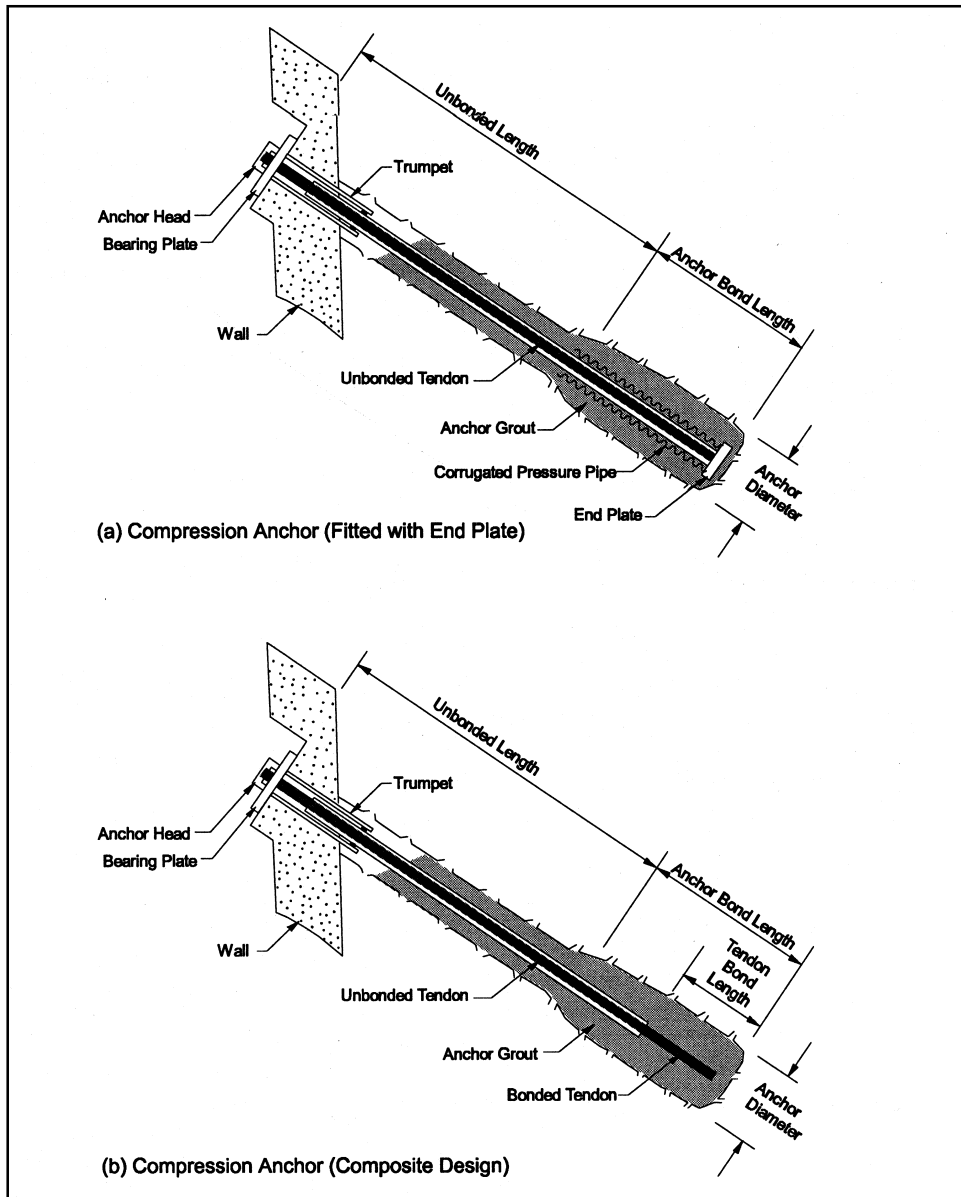 Unbonded Length
Trumpet
Anchor Head
Bearing Plate
Anchor Bond Length
Wall
Unbonded Tendon
Anchor Grout
Corrugated Pressure Pipe
End Plate
Anchor
Diameter
(a) Compression Anchor (Fitted with End Plate)
Unbonded Length
Trumpet
Anchor Head
Bearing Plate
Anchor Bond Length
Tendon
Bond
Length
Wall
Unbonded Tendon
Anchor Grout
Bonded Tendon
Anchor
Diameter
(b) Compression Anchor (Composite Design)